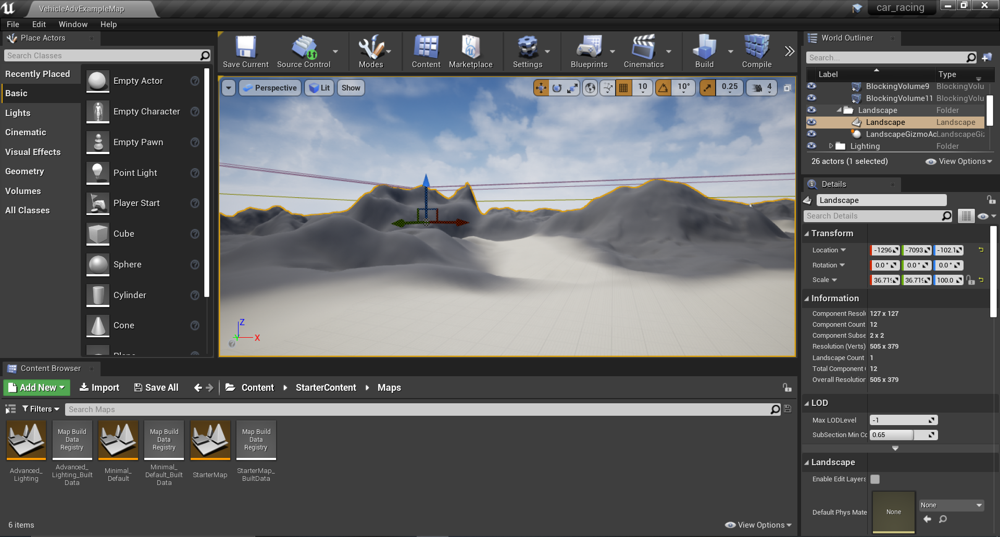 VehicleAdvExampleMap
car_racing
File Edit Window Help
Place Actors
Search Classes
Recently Placed
Basic
Lights
Cinematic
Visual Effects
Geometry
Volumes
All Classes
Empty Actor
Empty Character
Empty Pawn
Point Light
Player Start
Cube
Sphere
Cylinder
Cone
Save Current
Source Control
Modes
Content
Marketplace
Settings
Blueprints
Cinematics
Build
Compile
Perspective
Lit
Show
10
10°
0.25
4
Z
X
World Outliner
Search...
Label Type
BlockingVolume9 BlockingVolu
BlockingVolume11 BlockingVolu
Landscape Folder
Landscape Landscape
LandscapeGizmoAc LandscapeGiz
Lighting Folder
26 actors (1 selected)
View Options
Details
Landscape
Search Details
Transform
Location -1296 -7093 -102.1
Rotation 0.0 ° 0.0 ° 0.0 °
Scale 36.719 36.719 100.0
Information
Component Resolu 127 x 127
Component Count 12
Component Subse 2 x 2
Resolution (Verts) 505 x 379
Landscape Count 1
Total Component 12
Overall Resolution 505 x 379
LOD
Max LODLevel -1
SubSection Min Co 0.65
Landscape
Enable Edit Layers
Default Phys Mate
None
None
Content Browser
Add New
Import
Save All
Content
StarterContent
Maps
Filters
Search Maps
Map Build
Data
Registry
Map Build
Data
Registry
Map Build
Data
Registry
Advanced_
Lighting
Advanced_
Lighting_Built
Data
Minimal_
Default
Minimal_
Default_Built
Data
StarterMap
StarterMap_
BuiltData
6 items
View Options